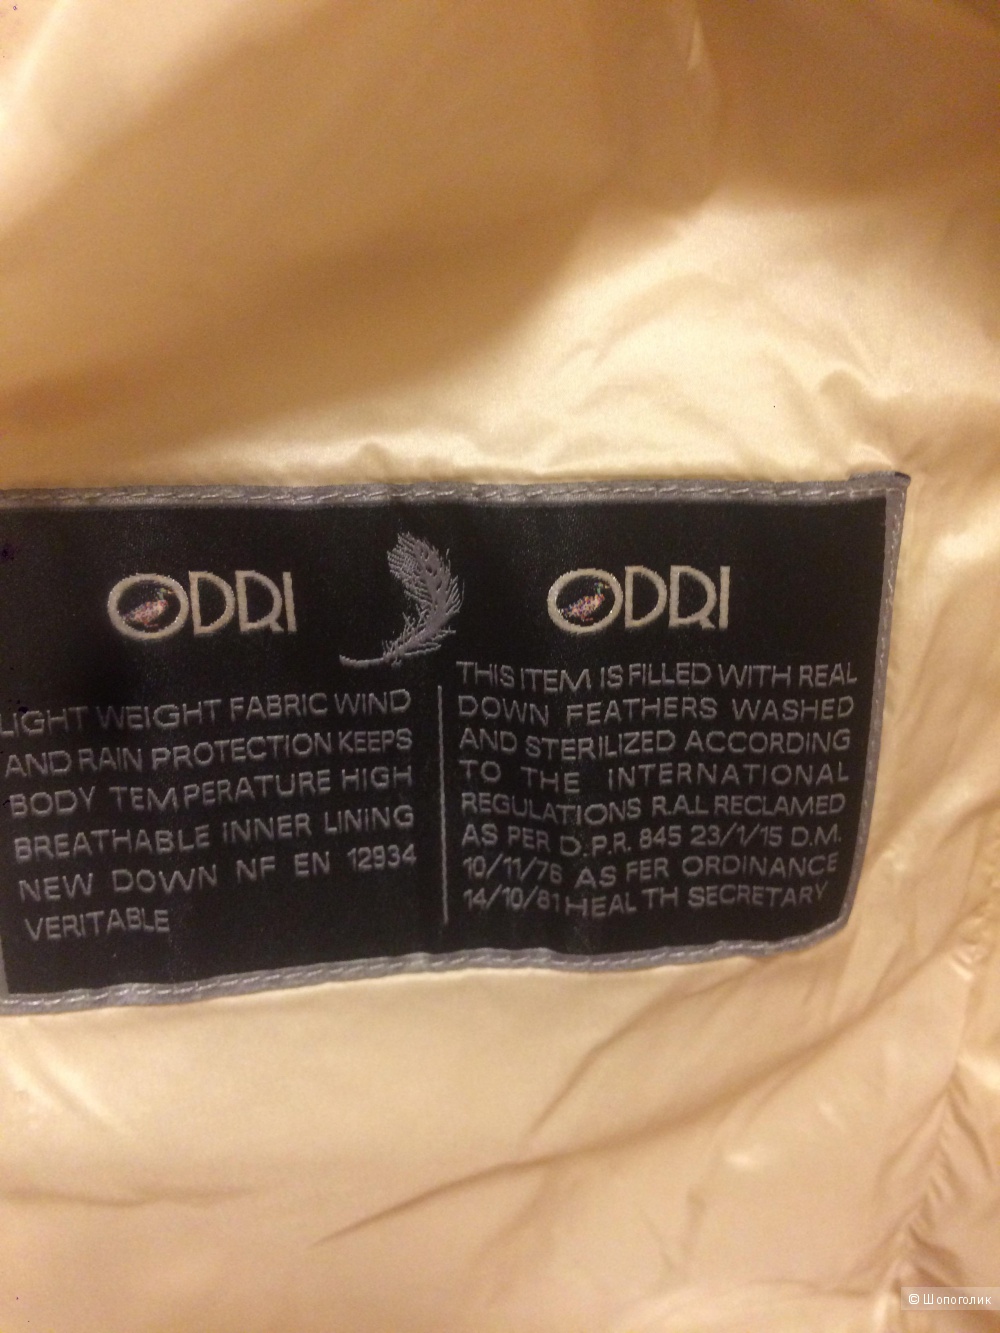 ODRI
LIGHT WEIGHT FABRIC WIND
AND RAIN PROTECTION KEEPS
BODY TEMPERATURE HIGH
BREATHABLE INNER LINING
NEW DOWN NF EN 12934
VERITABLE
ODRI
THIS ITEM IS FILLED WITH REAL
DOWN FEATHERS WASHED
AND STERILIZED ACCORDING
TO THE INTERNATIONAL
REGULATIONS R.A.L RECLAMED
AS PER D.P.R. 845 23/1/15 D.M.
10/11/76 AS FER ORDINANCE
14/10/81 HEAL TH SECRETARY
© Шопоголик